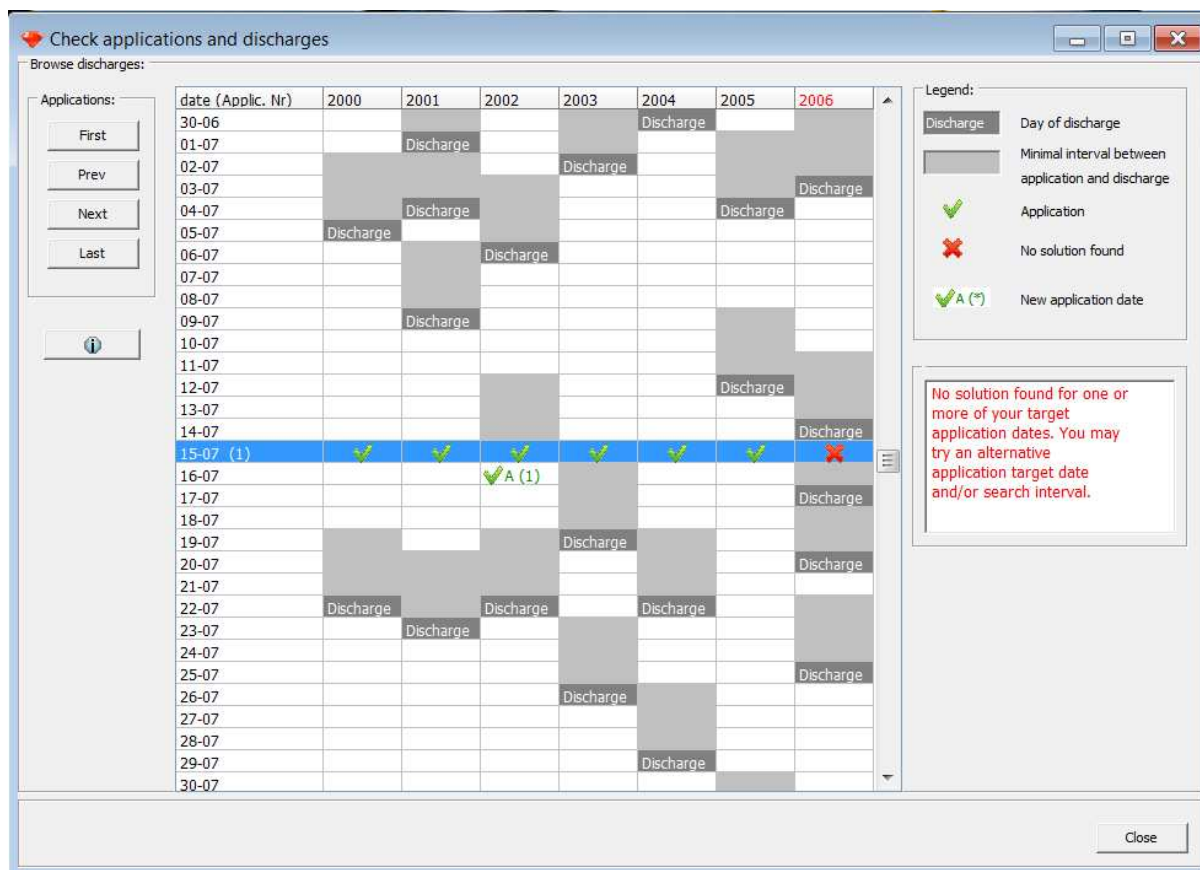 Check applications and discharges
Browse discharges:
Applications:
First
Prev
Next
Last
date (Applic. Nr) 2000 2001 2002 2003 2004 2005 2006
30-06 Discharge
01-07 Discharge
02-07 Discharge
03-07 Discharge
04-07 Discharge Discharge
05-07 Discharge
06-07 Discharge
07-07
08-07
09-07 Discharge
10-07
11-07
12-07 Discharge
13-07
14-07 Discharge
15-07 (1)
16-07 A (1)
17-07 Discharge
18-07
19-07 Discharge
20-07 Discharge
21-07
22-07 Discharge Discharge Discharge
23-07 Discharge
24-07
25-07 Discharge
26-07 Discharge
27-07
28-07
29-07 Discharge
30-07
Legend:
Discharge Day of discharge
Minimal interval between
application and discharge
Application
No solution found
A (*) New application date
No solution found for one or
more of your target
application dates. You may
try an alternative
application target date
and/or search interval.
Close